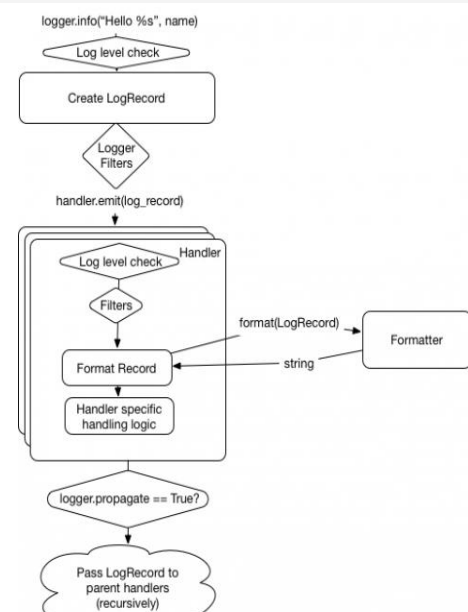 logger.info("Hello %s", name)
Log level check
Create LogRecord
Logger
Filters
handler.emit(log_record)
Handler
Log level check
Filters
format(LogRecord)
Formatter
string
Format Record
Handler specific
handling logic
logger.propagate == True?
Pass LogRecord to
parent handlers
(recursively)